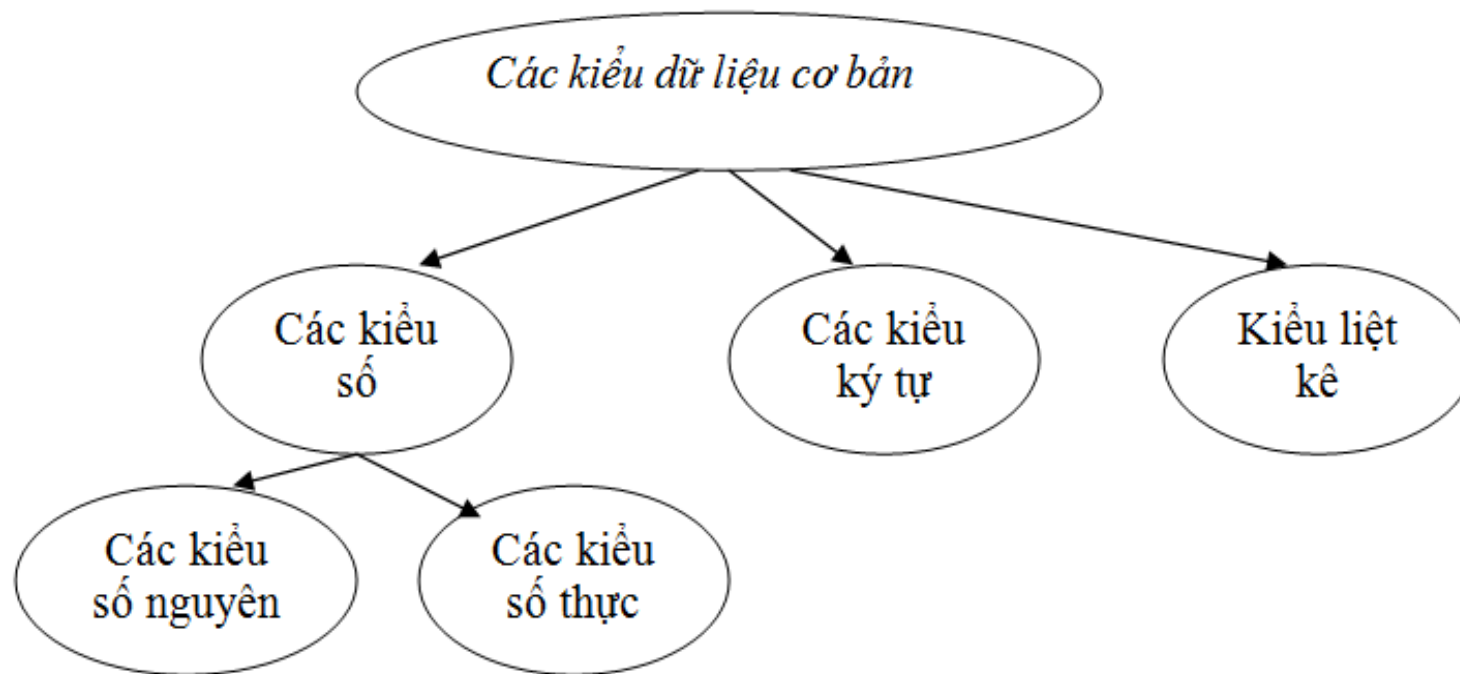 Các kiểu dữ liệu cơ bản
Các kiểu
số
Các kiểu
ký tự
Kiểu liệt
kê
Các kiểu
số nguyên
Các kiểu
số thực